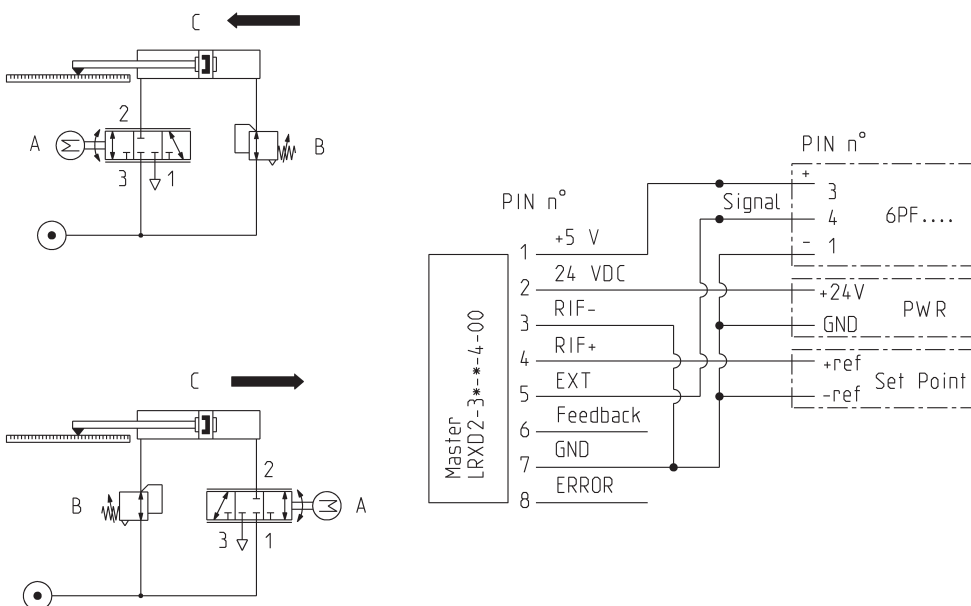 C
2
A
M
B
3
1
C
2
B
M
A
3
1
PIN n°
PIN n°
Master
LRXD2-3*-*-4-00
1
+5 V
2
24 VDC
3
RIF-
4
RIF+
5
EXT
6
Feedback
7
GND
8
ERROR
Signal
+
3
4
- 1
6PF....
+24V
GND
PWR
+ref
-ref
Set Point